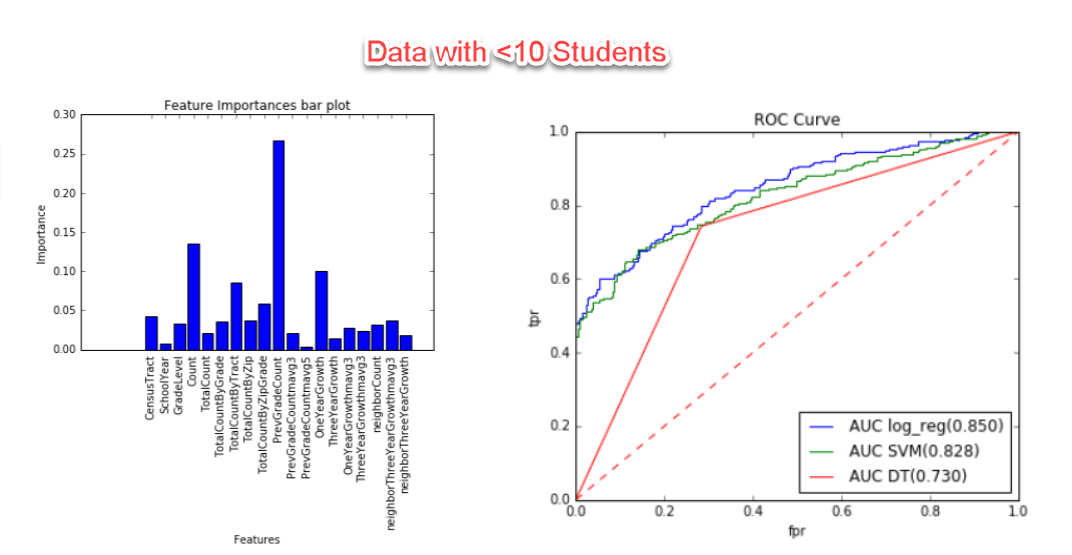 Data with <10 Students
Feature Importances bar plot
0.30
0.25
0.20
0.15
0.10
0.05
0.00
Importance
CensusTract
SchoolYear
GradeLevel
Count
TotalCount
TotalCountByGrade
TotalCountByTract
TotalCountByZip
TotalCountByZipGrade
PrevGradeCount
PrevGradeCountmavg3
PrevGradeCountmavg5
OneYearGrowth
ThreeYearGrowth
OneYearGrowthmavg3
ThreeYearGrowthmavg3
neighborCount
neighborThreeYearGrowthmavg3
neighborThreeYearGrowth
Features
ROC Curve
1.0
0.8
0.6
0.4
0.2
0.0
tpr
0.0
0.2
0.4
0.6
0.8
1.0
fpr
AUC log_reg(0.850)
AUC SVM(0.828)
AUC DT(0.730)